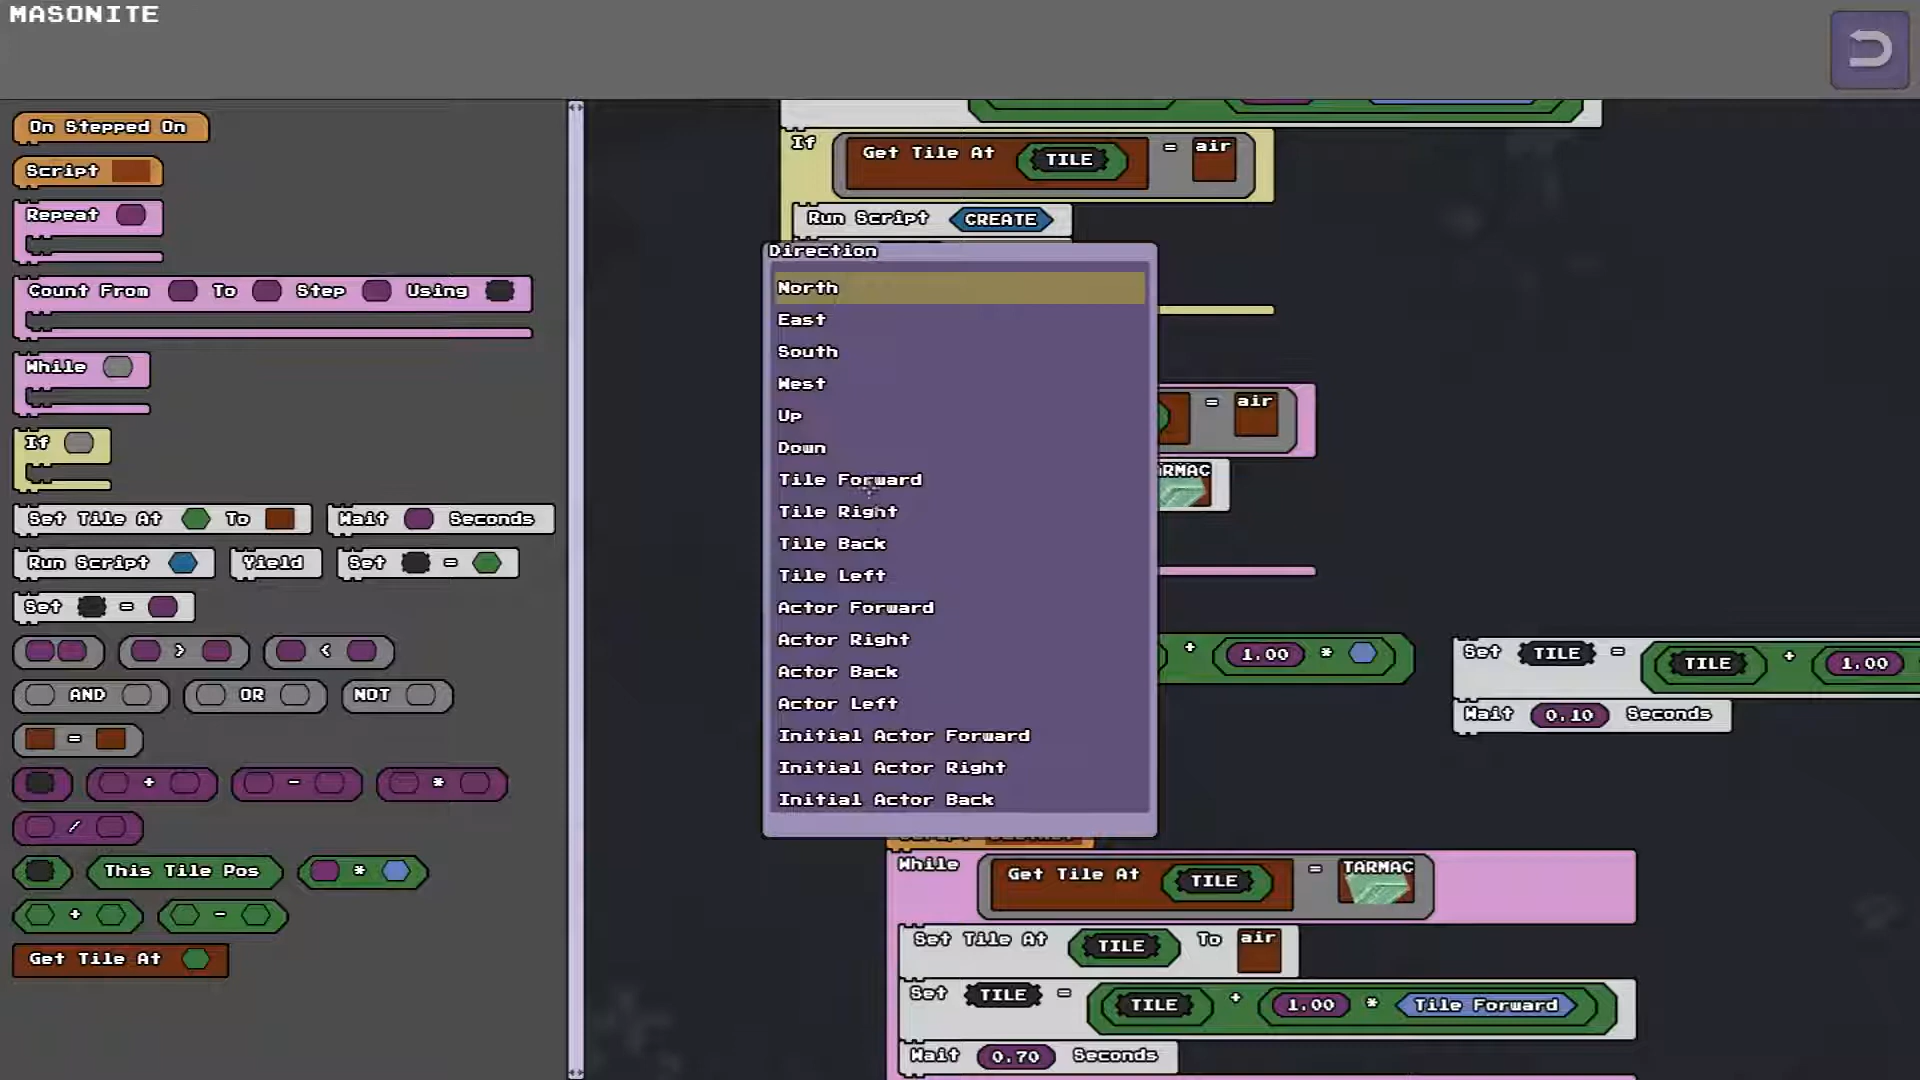 MASONITE
On Stepped On
Script
Repeat
Count From To Step Using
While
If
Set Tile At To
Wait Seconds
Run Script
Yield
Set =
Set =
>
<
AND
OR
NOT
=
+
-
*
/
This Tile Pos
*
+
-
Get Tile At
If Get Tile At TILE = air
Run Script CREATE
Direction
North
East
South
West
Up
Down
Tile Forward
Tile Right
Tile Back
Tile Left
Actor Forward
Actor Right
Actor Back
Actor Left
Initial Actor Forward
Initial Actor Right
Initial Actor Back
= air
ARMAC
+ 1.00 *
Set TILE = TILE + 1.00
Wait 0.10 Seconds
While Get Tile At TILE = TARMAC
Set Tile At TILE To air
Set TILE = TILE + 1.00 * Tile Forward
Wait 0.70 Seconds